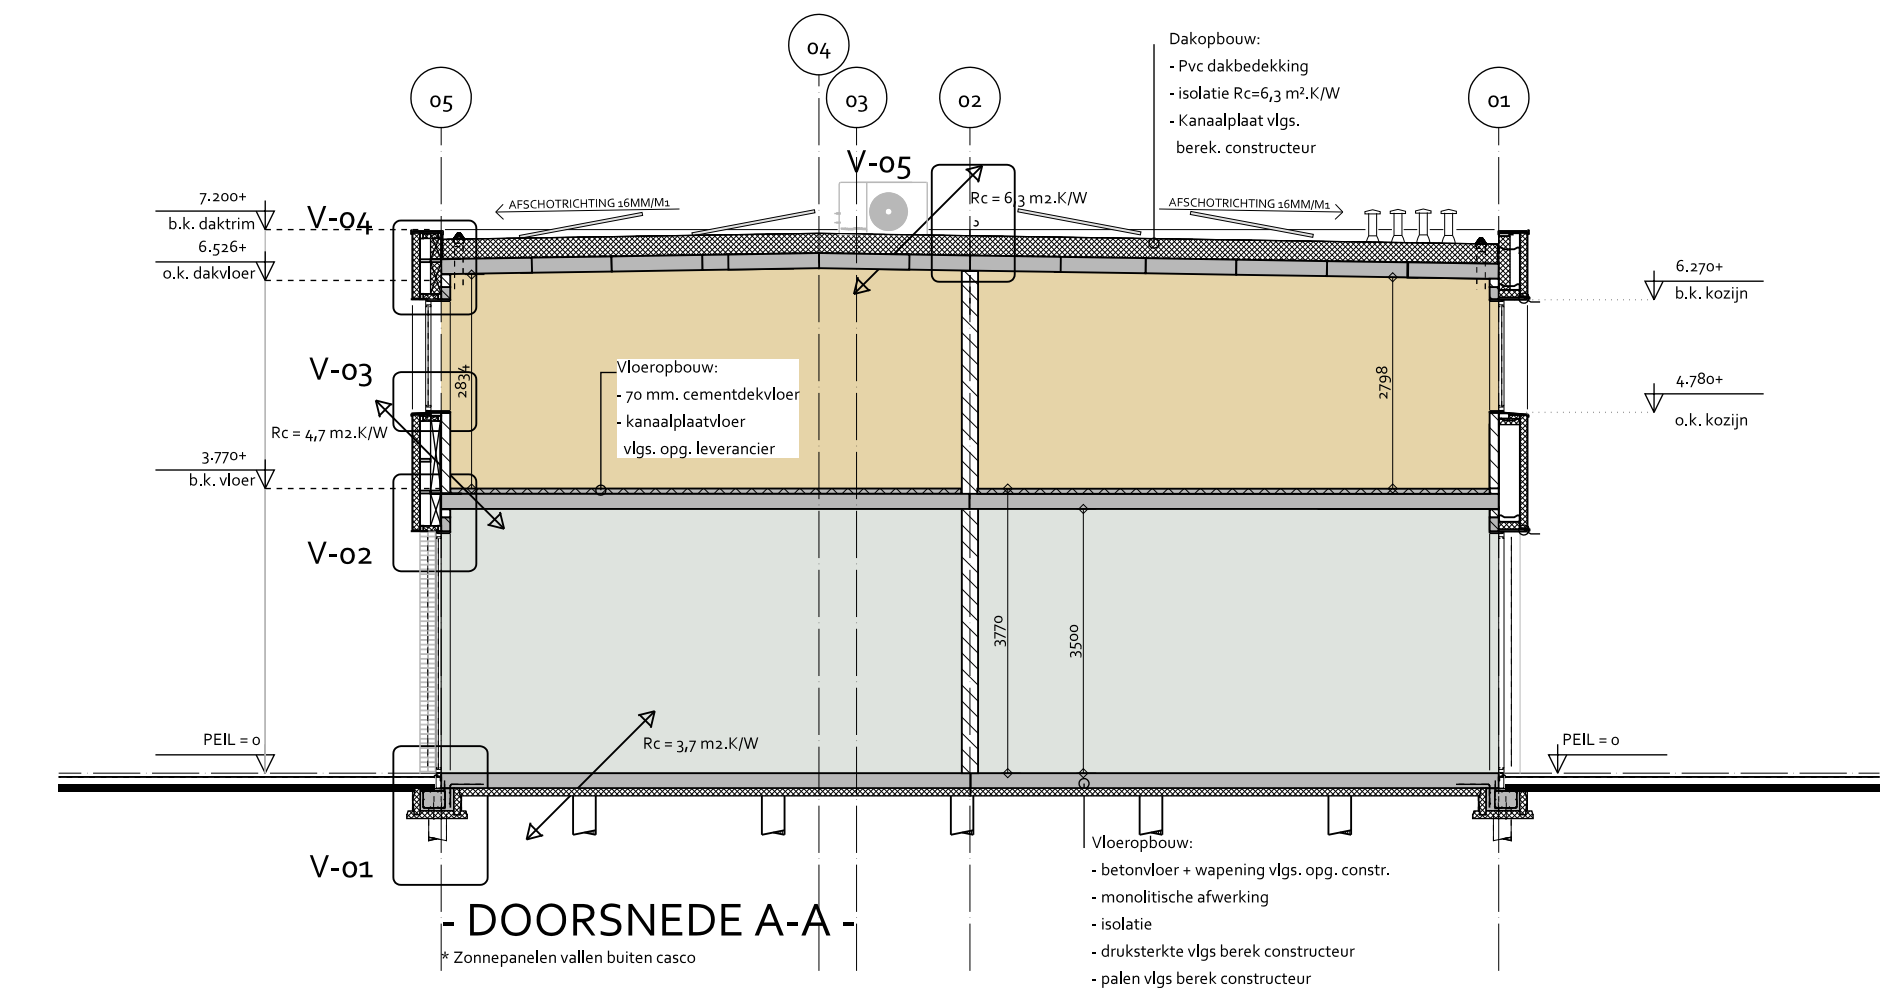 04
05
03
02
01
Dakopbouw:
- Pvc dakbedekking
- isolatie Rc=6,3 m².K/W
- Kanaalplaat vlgs.
berek. constructeur
V-05
7.200+
b.k. daktrim
V-04
AFSCHOTRICHTING 16MM/M1
Rc = 6,3 m2.K/W
AFSCHOTRICHTING 16MM/M1
6.526+
o.k. dakvloer
6.270+
b.k. kozijn
V-03
2834
Vloeropbouw:
- 70 mm. cementdekvloer
- kanaalplaatvloer
vlgs. opg. leverancier
2798
4.780+
o.k. kozijn
Rc = 4,7 m2.K/W
3.770+
b.k. vloer
V-02
3770
3500
PEIL = 0
Rc = 3,7 m2.K/W
PEIL = 0
V-01
Vloeropbouw:
- betonvloer + wapening vlgs. opg. constr.
- monolitische afwerking
- isolatie
- druksterkte vlgs berek constructeur
- palen vlgs berek constructeur
- DOORSNEDE A-A -
* Zonnepanelen vallen buiten casco